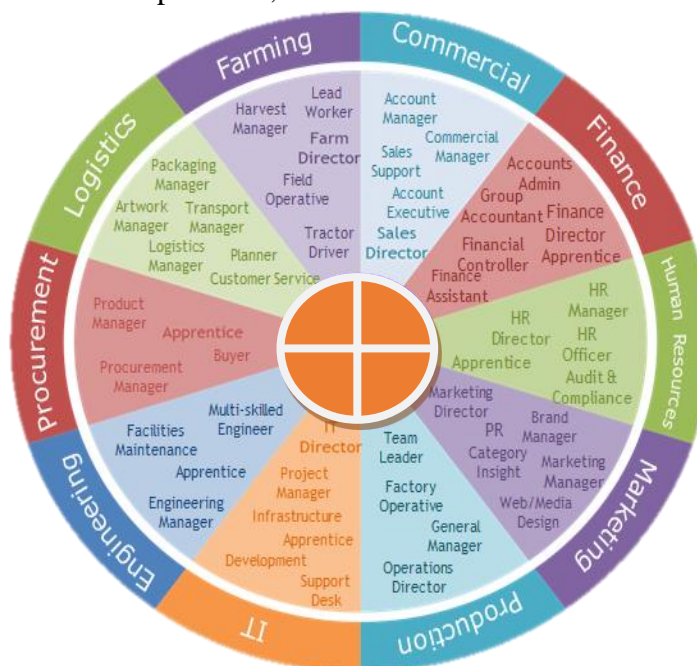 Commercial
Account
Manager
Commercial
Manager
Sales
Support
Account
Executive
Sales
Director
Finance
Accounts
Admin
Group
Accountant
Finance
Director
Apprentice
Financial
Controller
Finance
Assistant
Human Resources
HR
Manager
HR
Director
HR
Officer
Apprentice
Audit &
Compliance
Marketing
Marketing
Director
Brand
Manager
PR
Category
Insight
Marketing
Manager
Web/Media
Design
Production
Team
Leader
Factory
Operative
General
Manager
Operations
Director
IT
IT
Director
Project
Manager
Infrastructure
Apprentice
Development
Support
Desk
Engineering
Multi-skilled
Engineer
Facilities
Maintenance
Apprentice
Engineering
Manager
Procurement
Product
Manager
Apprentice
Buyer
Procurement
Manager
Logistics
Packaging
Manager
Artwork
Manager
Transport
Manager
Logistics
Manager
Planner
Customer Service
Farming
Lead
Worker
Harvest
Manager
Farm
Director
Field
Operative
Tractor
Driver